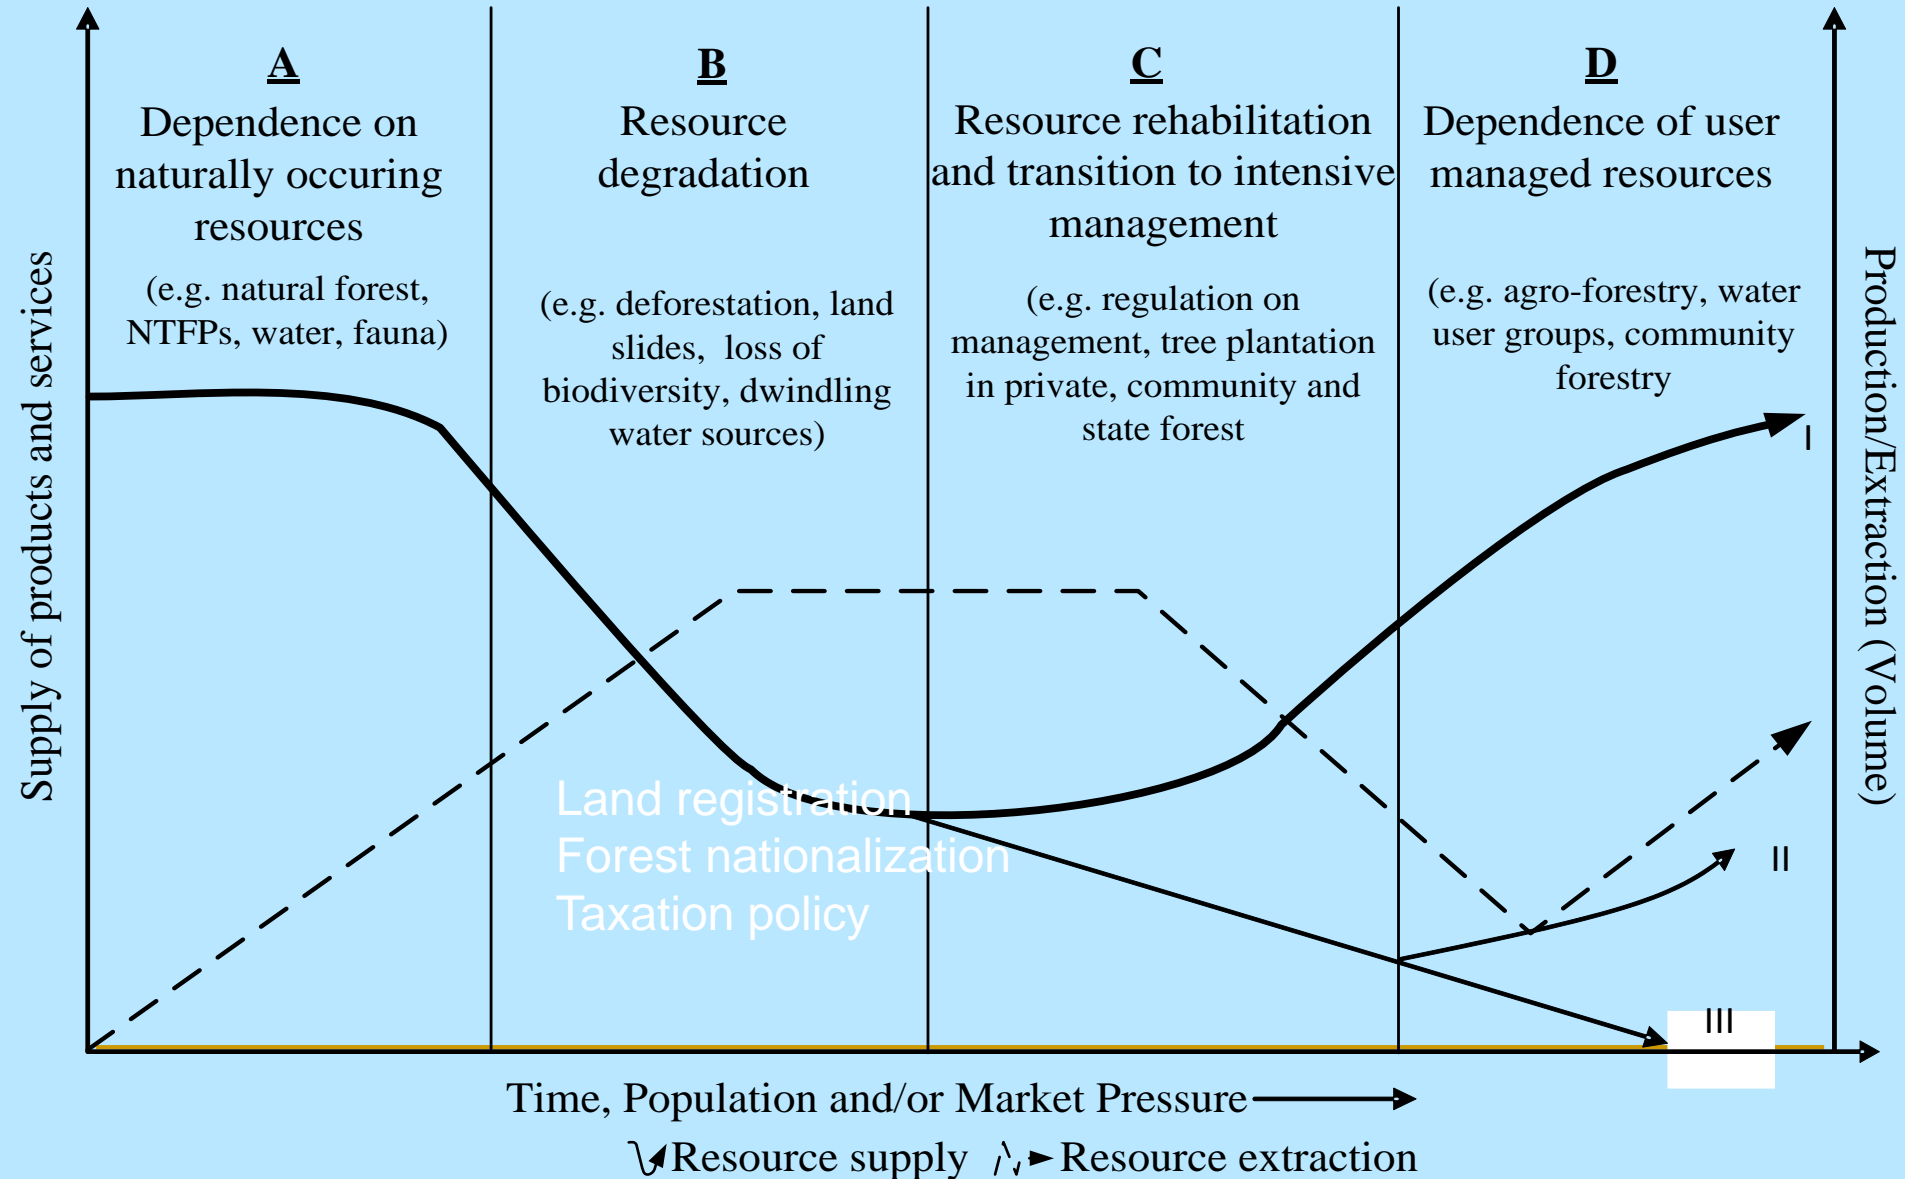 A
Dependence on
naturally occuring
resources
(e.g. natural forest,
NTFPs, water, fauna)
B
Resource
degradation
(e.g. deforestation, land
slides, loss of
biodiversity, dwindling
water sources)
C
Resource rehabilitation
and transition to intensive
management
(e.g. regulation on
management, tree plantation
in private, community and
state forest
D
Dependence of user
managed resources
(e.g. agro-forestry, water
user groups, community
forestry
Supply of products and services
Production/Extraction (Volume)
I
Land registration
Forest nationalization
Taxation policy
II
III
Time, Population and/or Market Pressure
Resource supply
Resource extraction